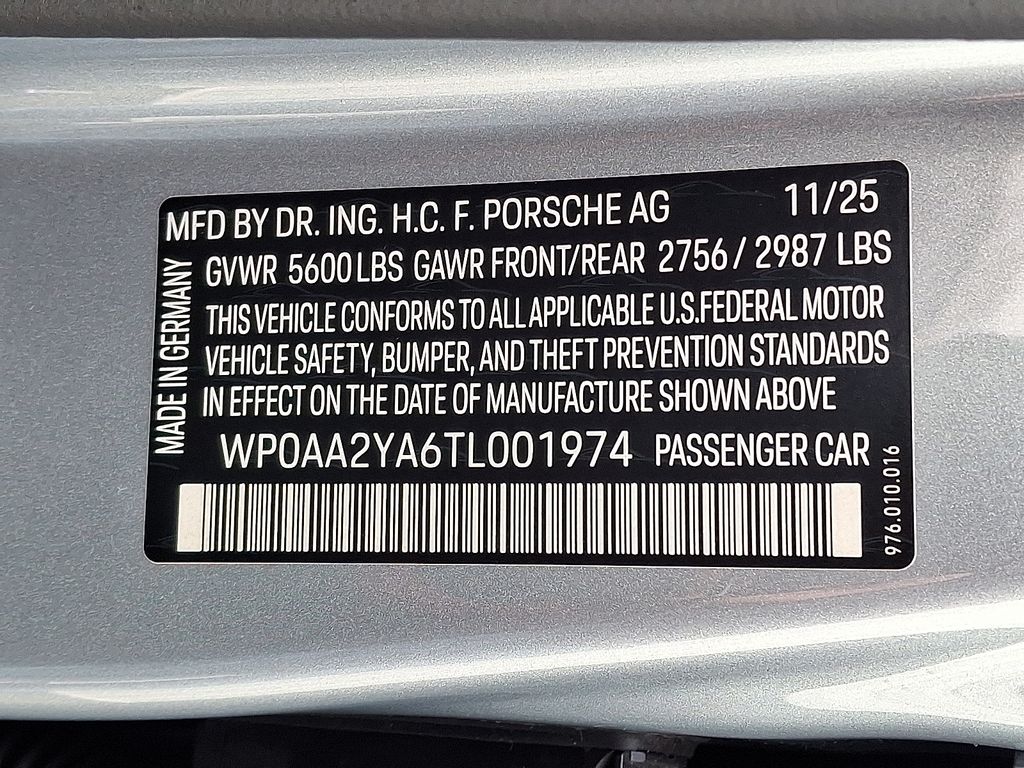 MFD BY DR. ING. H.C. F. PORSCHE AG 11/25
GVWR 5600 LBS GAWR FRONT/REAR 2756 / 2987 LBS
THIS VEHICLE CONFORMS TO ALL APPLICABLE U.S. FEDERAL MOTOR
VEHICLE SAFETY, BUMPER, AND THEFT PREVENTION STANDARDS
IN EFFECT ON THE DATE OF MANUFACTURE SHOWN ABOVE
WP0AA2YA6TL001974 PASSENGER CAR
MADE IN GERMANY
976.010.016